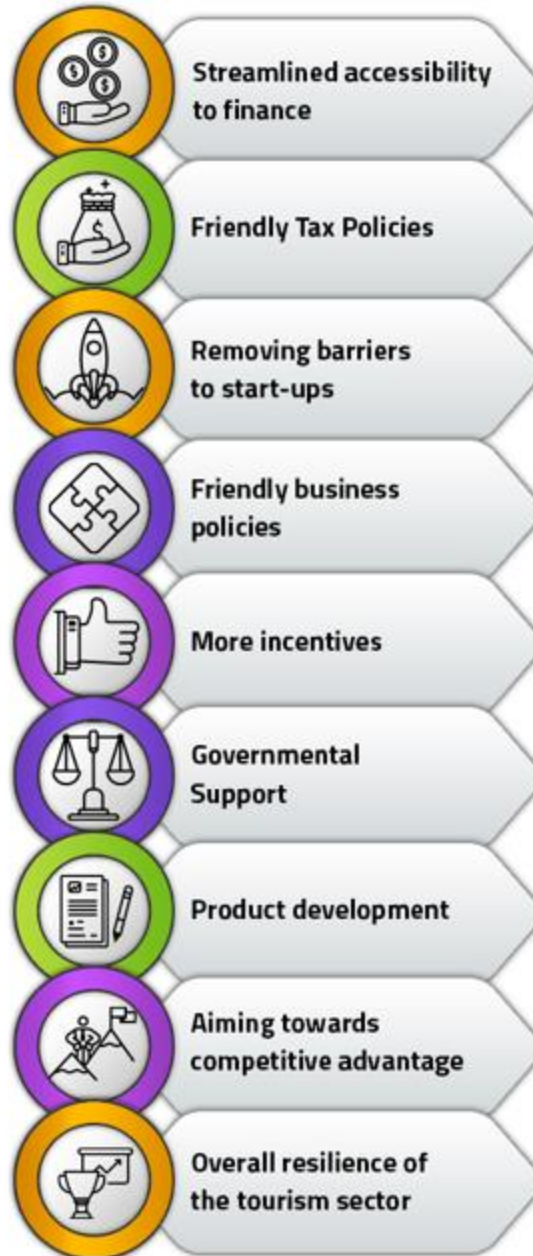 Streamlined accessibility
to finance
Friendly Tax Policies
Removing barriers
to start-ups
Friendly business
policies
More incentives
Governmental
Support
Product development
Aiming towards
competitive advantage
Overall resilience of
the tourism sector